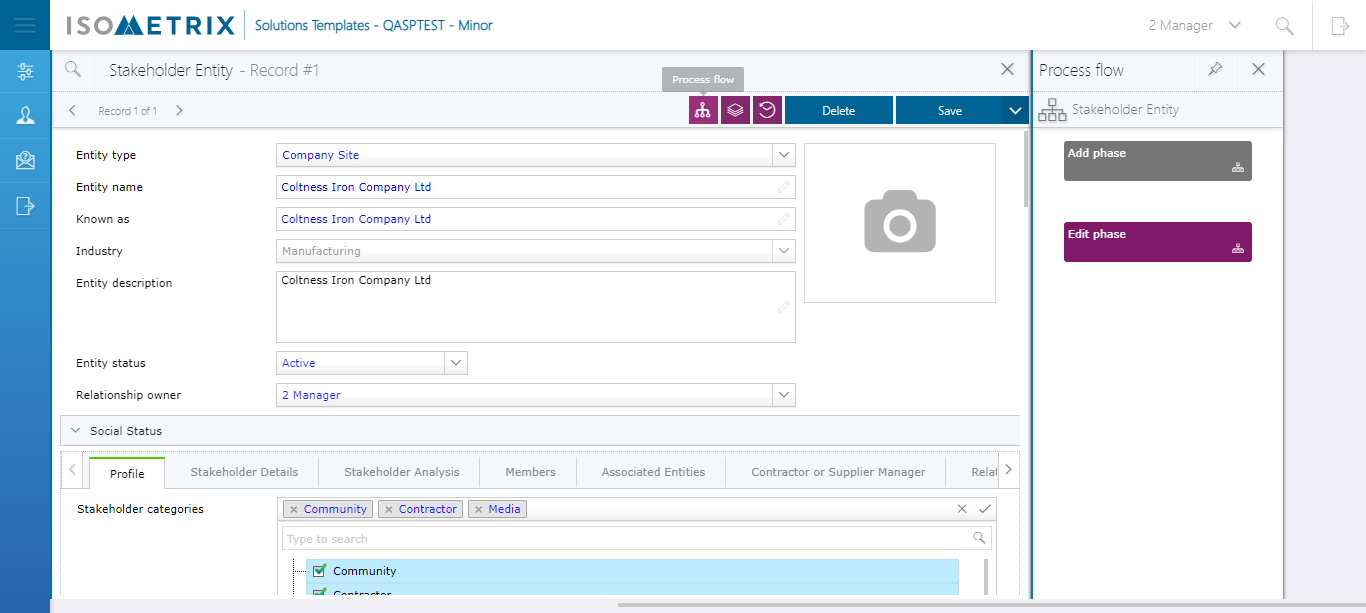 ISOMETRIX
Solutions Templates - QASPTEST - Minor
2 Manager
Stakeholder Entity - Record #1
Process flow
Record 1 of 1
Delete
Save
Entity type
Company Site
Entity name
Coltness Iron Company Ltd
Known as
Coltness Iron Company Ltd
Industry
Manufacturing
Entity description
Coltness Iron Company Ltd
Entity status
Active
Relationship owner
2 Manager
Social Status
Profile
Stakeholder Details
Stakeholder Analysis
Members
Associated Entities
Contractor or Supplier Manager
Relat
Stakeholder categories
Community
Contractor
Media
Type to search
Community
Contractor
Process flow
Stakeholder Entity
Add phase
Edit phase